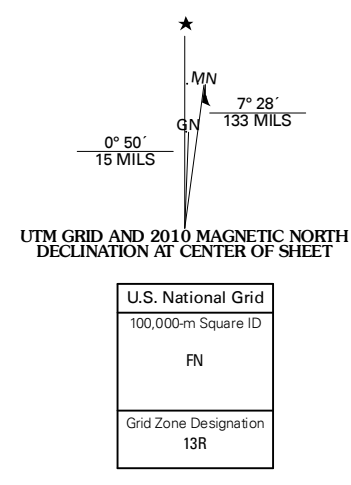 MN
7° 28´
133 MILS
GN
0° 50´
15 MILS
UTM GRID AND 2010 MAGNETIC NORTH
DECLINATION AT CENTER OF SHEET
U.S. National Grid
100,000-m Square ID
FN
Grid Zone Designation
13R